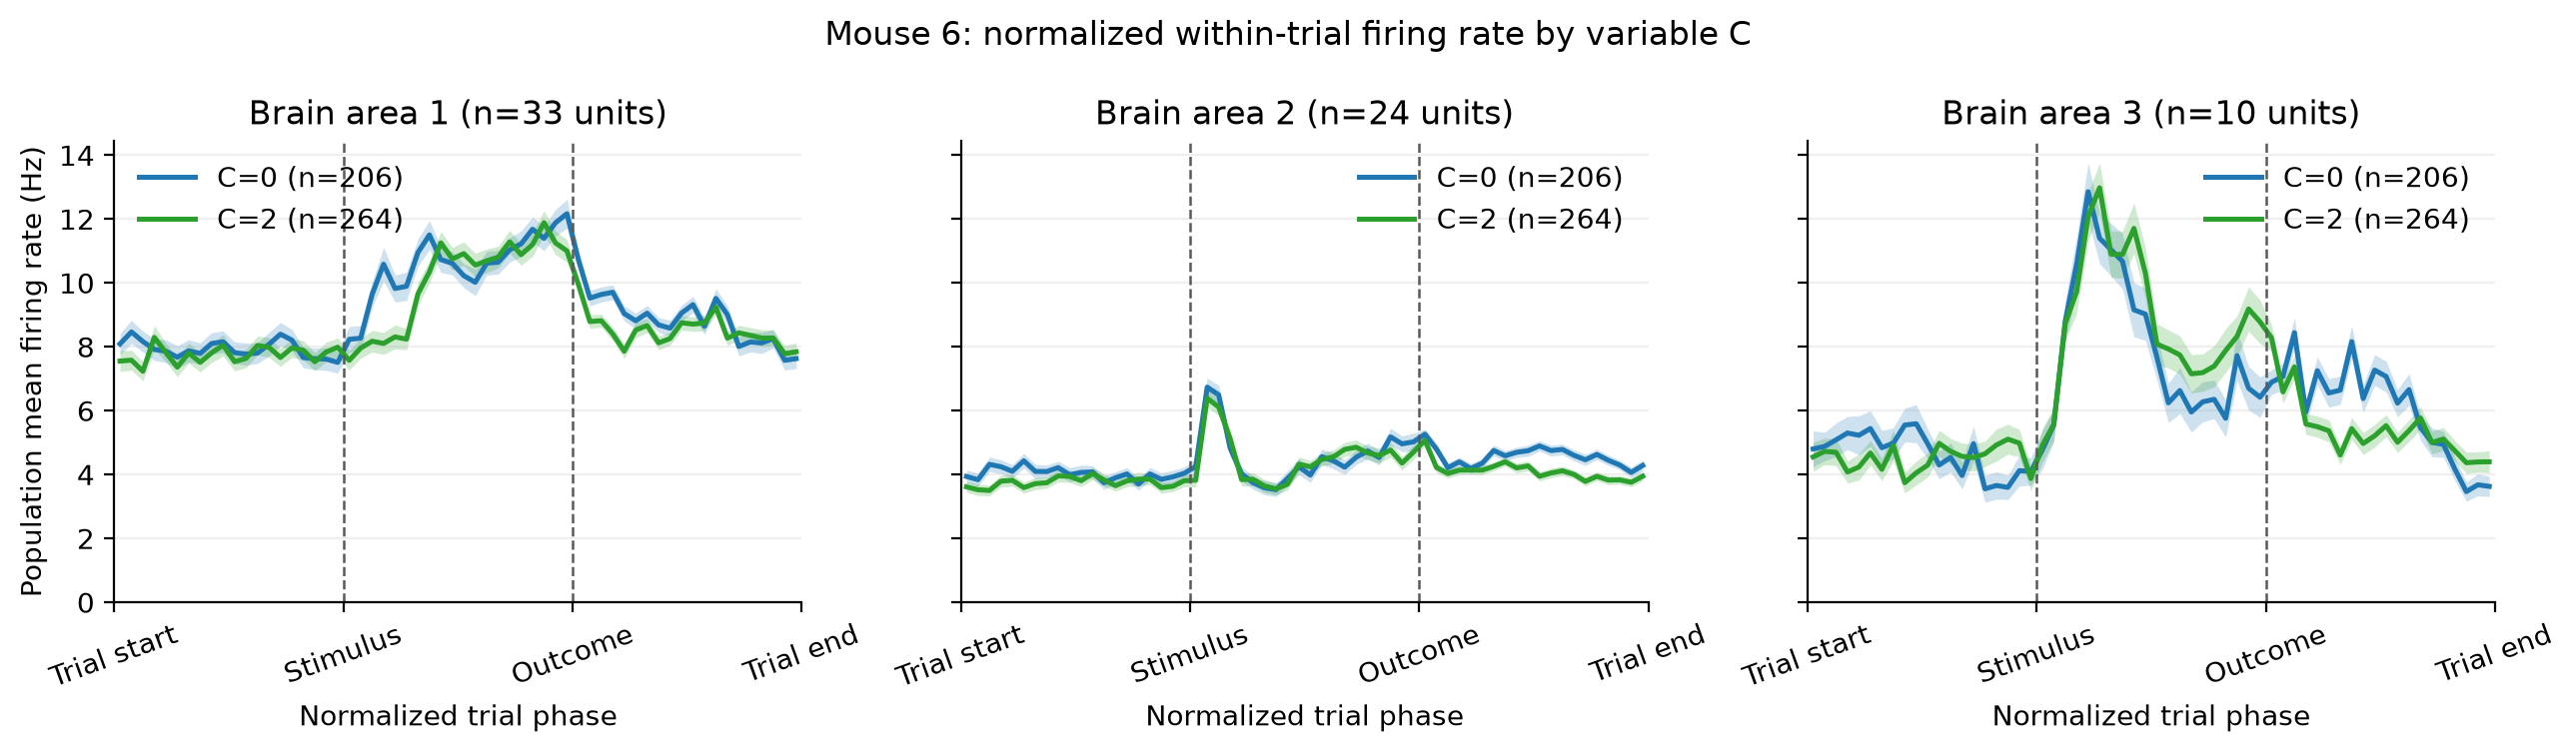 Mouse 6: normalized within-trial firing rate by variable C
Brain area 1 (n=33 units)
Population mean firing rate (Hz)
14
12
10
8
6
4
2
0
C=0 (n=206)
C=2 (n=264)
Trial start
Stimulus
Outcome
Trial end
Normalized trial phase
Brain area 2 (n=24 units)
C=0 (n=206)
C=2 (n=264)
Trial start
Stimulus
Outcome
Trial end
Normalized trial phase
Brain area 3 (n=10 units)
C=0 (n=206)
C=2 (n=264)
Trial start
Stimulus
Outcome
Trial end
Normalized trial phase